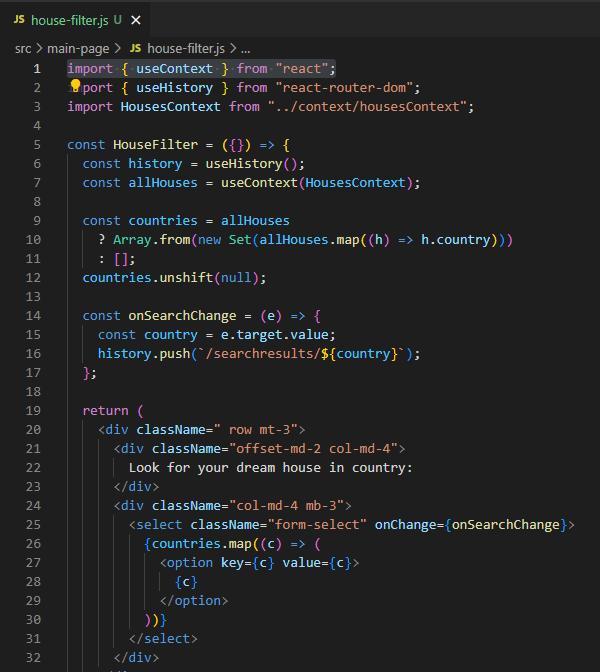 JS house-filter.js U ×
src > main-page > JS house-filter.js > ...
1 import { useContext } from "react";
2 import { useHistory } from "react-router-dom";
3 import HousesContext from "../context/housesContext";
4
5 const HouseFilter = ({}) => {
6   const history = useHistory();
7   const allHouses = useContext(HousesContext);
8
9   const countries = allHouses
10     ? Array.from(new Set(allHouses.map((h) => h.country)))
11     : [];
12   countries.unshift(null);
13
14   const onSearchChange = (e) => {
15     const country = e.target.value;
16     history.push(`/searchresults/${country}`);
17   };
18
19   return (
20     <div className=" row mt-3">
21       <div className="offset-md-2 col-md-4">
22         Look for your dream house in country:
23       </div>
24       <div className="col-md-4 mb-3">
25         <select className="form-select" onChange={onSearchChange}>
26           {countries.map((c) => (
27             <option key={c} value={c}>
28               {c}
29             </option>
30           ))}
31         </select>
32       </div>